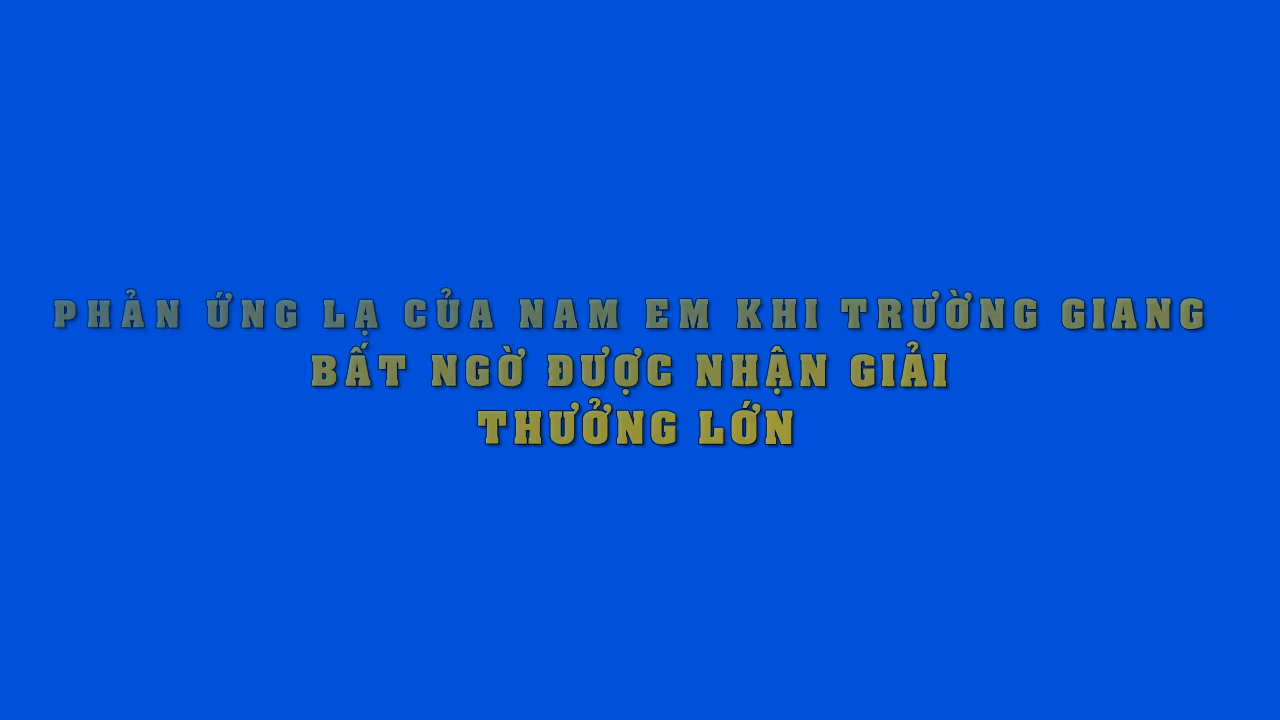 PHẢN ỨNG LẠ CỦA NAM EM KHI TRƯỜNG GIANG
BẤT NGỜ ĐƯỢC NHẬN GIẢI
THƯỞNG LỚN